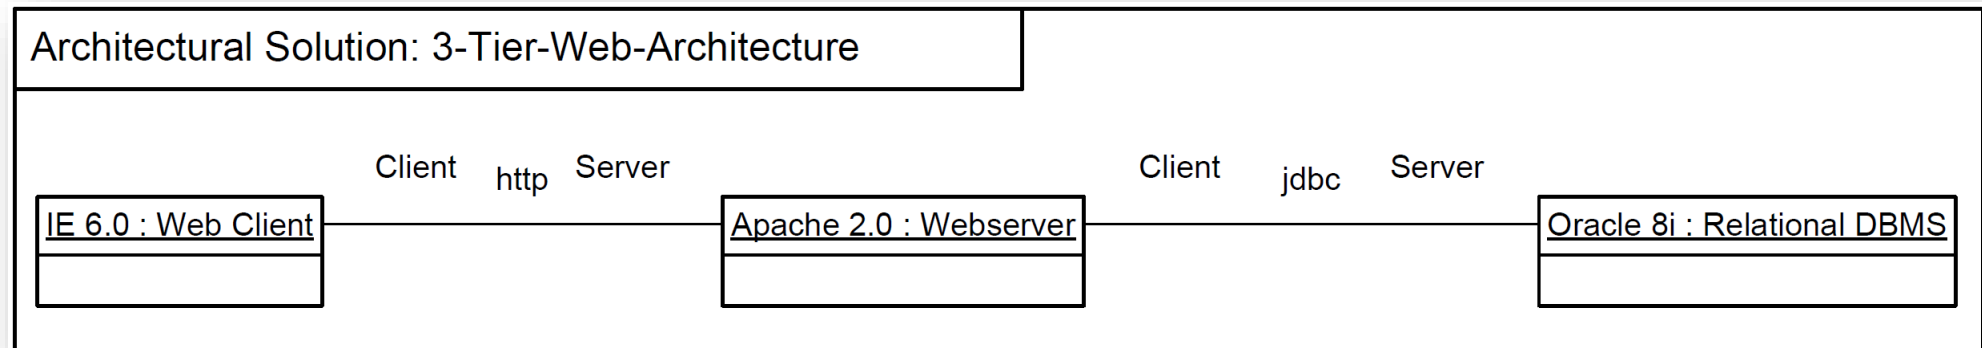 Architectural Solution: 3-Tier-Web-Architecture
Client http Server Client jdbc Server
IE 6.0 : Web Client Apache 2.0 : Webserver Oracle 8i : Relational DBMS